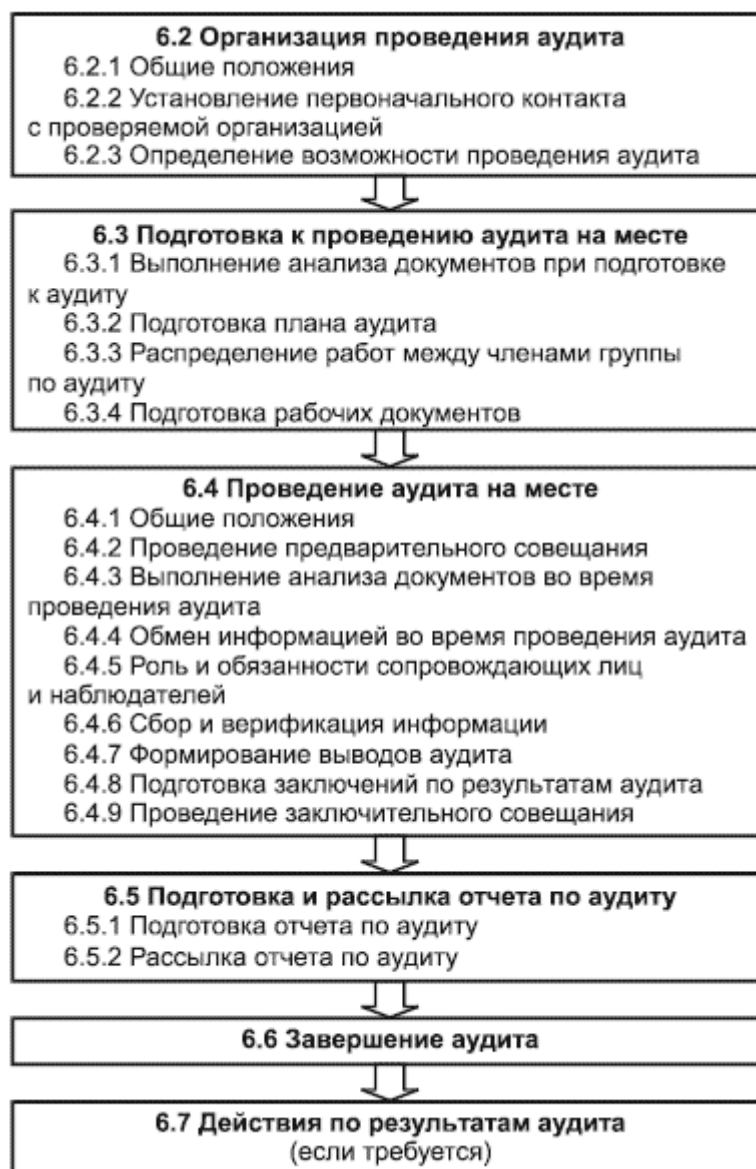 6.2 Организация проведения аудита
6.2.1 Общие положения
6.2.2 Установление первоначального контакта
с проверяемой организацией
6.2.3 Определение возможности проведения аудита
6.3 Подготовка к проведению аудита на месте
6.3.1 Выполнение анализа документов при подготовке
к аудиту
6.3.2 Подготовка плана аудита
6.3.3 Распределение работ между членами группы
по аудиту
6.3.4 Подготовка рабочих документов
6.4 Проведение аудита на месте
6.4.1 Общие положения
6.4.2 Проведение предварительного совещания
6.4.3 Выполнение анализа документов во время
проведения аудита
6.4.4 Обмен информацией во время проведения аудита
6.4.5 Роль и обязанности сопровождающих лиц
и наблюдателей
6.4.6 Сбор и верификация информации
6.4.7 Формирование выводов аудита
6.4.8 Подготовка заключений по результатам аудита
6.4.9 Проведение заключительного совещания
6.5 Подготовка и рассылка отчета по аудиту
6.5.1 Подготовка отчета по аудиту
6.5.2 Рассылка отчета по аудиту
6.6 Завершение аудита
6.7 Действия по результатам аудита
(если требуется)